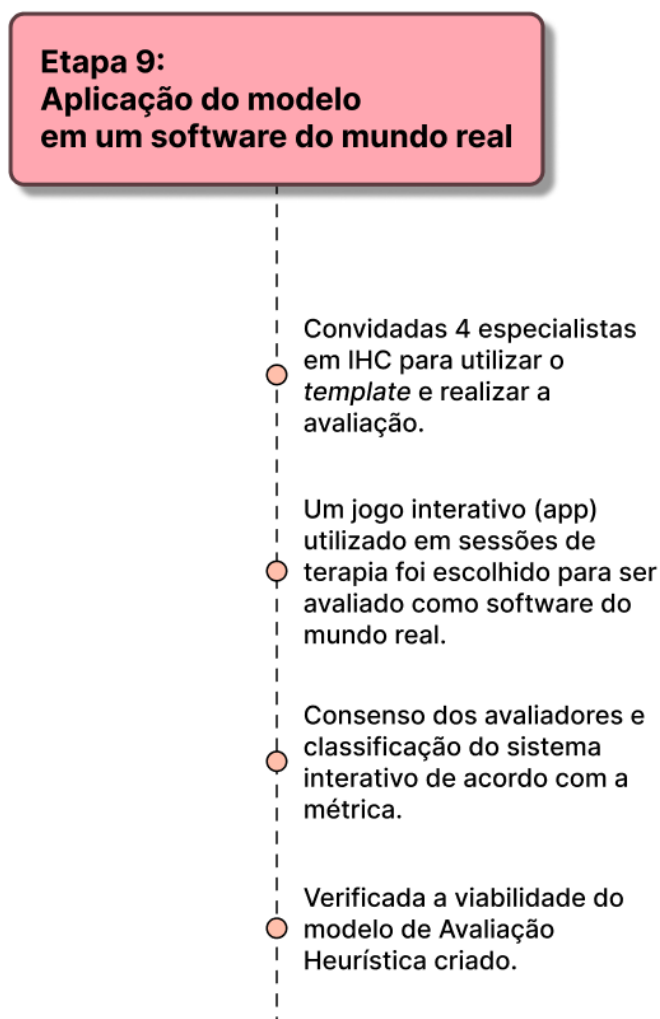 Etapa 9:
Aplicação do modelo
em um software do mundo real
Convidadas 4 especialistas
em IHC para utilizar o
template e realizar a
avaliação.
Um jogo interativo (app)
utilizado em sessões de
terapia foi escolhido para ser
avaliado como software do
mundo real.
Consenso dos avaliadores e
classificação do sistema
interativo de acordo com a
métrica.
Verificada a viabilidade do
modelo de Avaliação
Heurística criado.